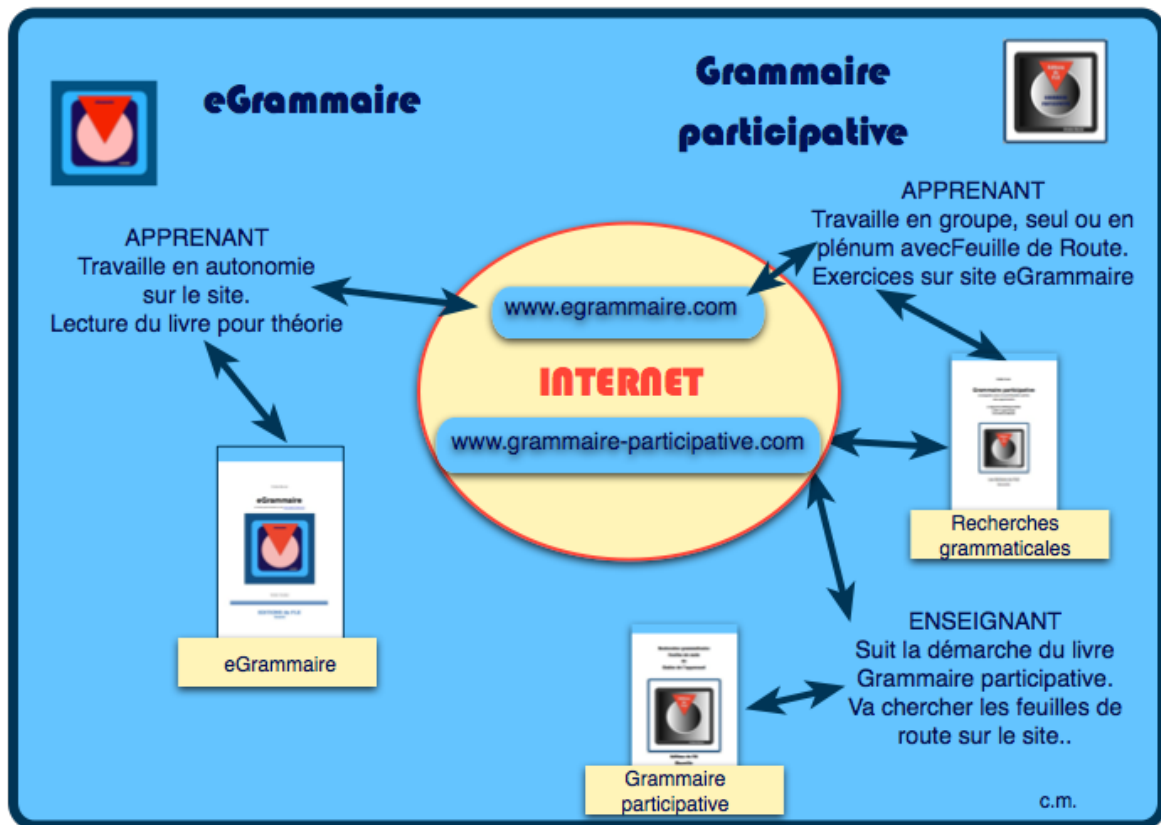 eGrammaire
Grammaire
participative
APPRENANT
Travaille en autonomie
sur le site.
Lecture du livre pour théorie
APPRENANT
Travaille en groupe, seul ou en
plénum avecFeuille de Route.
Exercices sur site eGrammaire
www.egrammaire.com
INTERNET
www.grammaire-participative.com
eGrammaire
eGrammaire
Grammaire participative
Recherches
grammaticales
ENSEIGNANT
Suit la démarche du livre
Grammaire participative.
Va chercher les feuilles de
route sur le site..
Grammaire
participative
c.m.